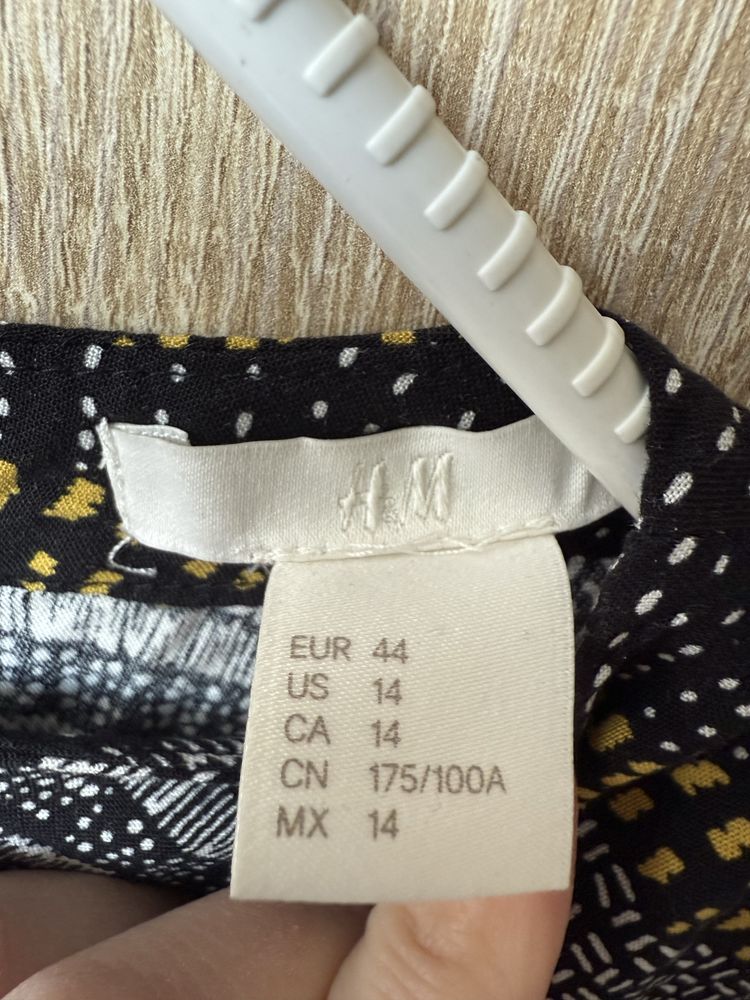 H&M
EUR 44
US 14
CA 14
CN 175/100A
MX 14